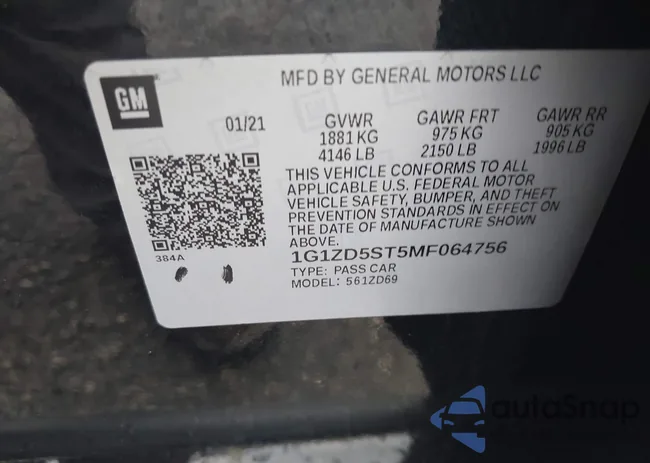 GM
MFD BY GENERAL MOTORS LLC
01/21
GVWR GAWR FRT GAWR RR
1881 KG 975 KG 905 KG
4146 LB 2150 LB 1996 LB
THIS VEHICLE CONFORMS TO ALL
APPLICABLE U.S. FEDERAL MOTOR
VEHICLE SAFETY, BUMPER, AND THEFT
PREVENTION STANDARDS IN EFFECT ON
THE DATE OF MANUFACTURE SHOWN
ABOVE.
384A
1G1ZD5ST5MF064756
TYPE: PASS CAR
MODEL: 561ZD69
autoSnap